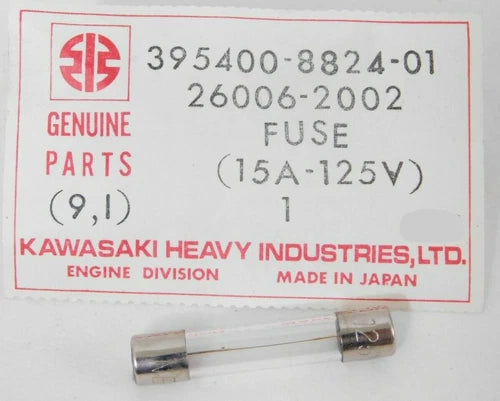 395400-8824-01
26006-2002
GENUINE
FUSE
PARTS
(15A-125V)
(9,1)
1
KAWASAKI HEAVY INDUSTRIES,LTD.
ENGINE DIVISION MADE IN JAPAN